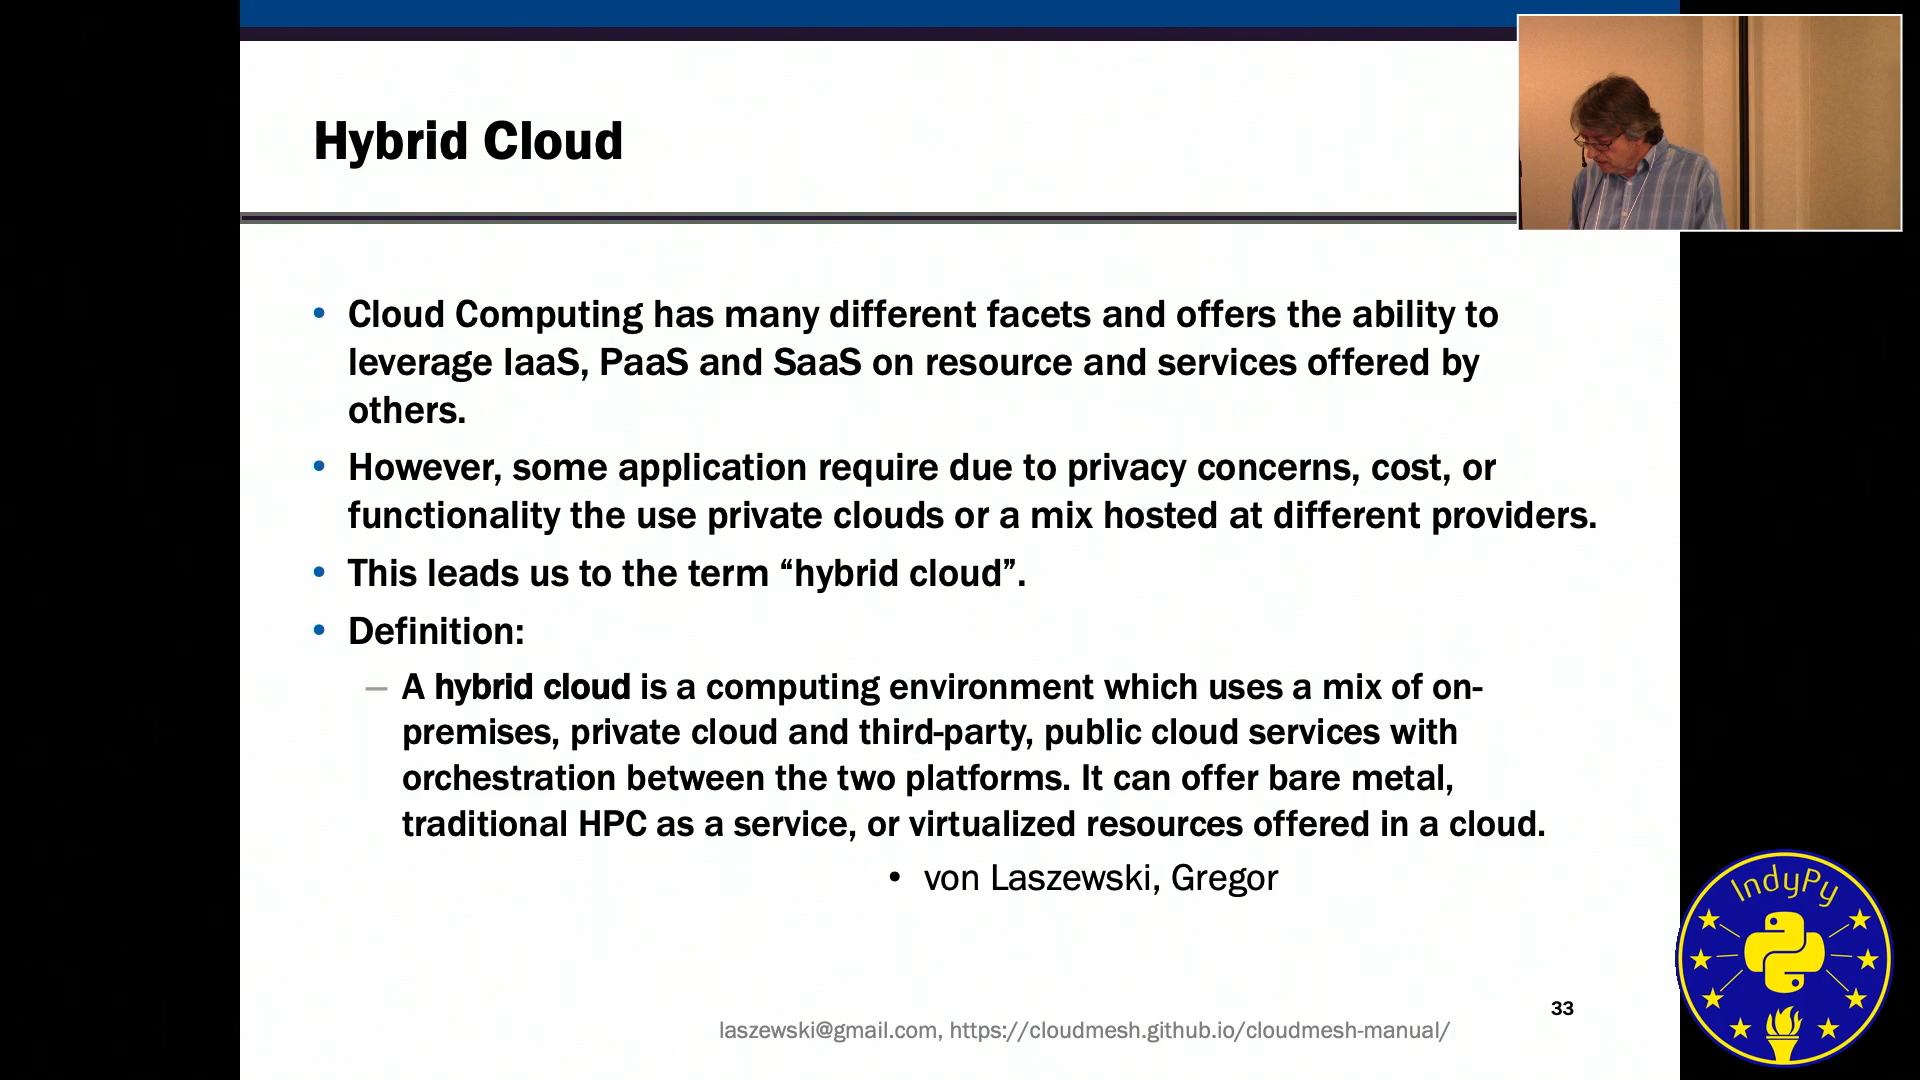 Hybrid Cloud
• Cloud Computing has many different facets and offers the ability to
leverage IaaS, PaaS and SaaS on resource and services offered by
others.
• However, some application require due to privacy concerns, cost, or
functionality the use private clouds or a mix hosted at different providers.
• This leads us to the term “hybrid cloud”.
• Definition:
– A hybrid cloud is a computing environment which uses a mix of on-
premises, private cloud and third-party, public cloud services with
orchestration between the two platforms. It can offer bare metal,
traditional HPC as a service, or virtualized resources offered in a cloud.
• von Laszewski, Gregor
IndyPy
33
laszewski@gmail.com, https://cloudmesh.github.io/cloudmesh-manual/